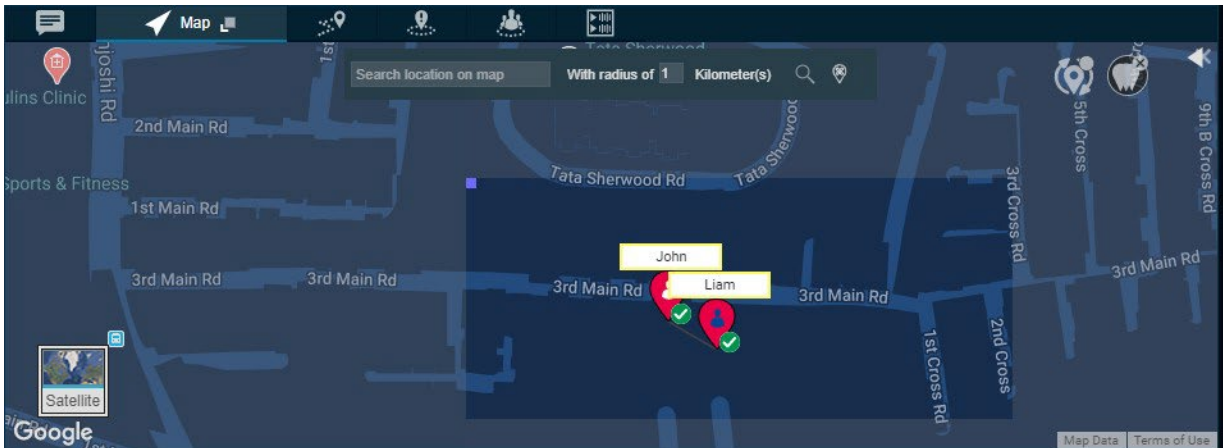 Map
Search location on map
With radius of 1 Kilometer(s)
Tata Sherwood
ulins Clinic
njoshi Rd
1st
2nd Main Rd
Sports & Fitness
1st Main Rd
Tata Sherwood Rd
Tata Sherwood
3rd Cross Rd
5th Cross
9th B Cross Rd
John
Liam
3rd Main Rd
3rd Main Rd
3rd Main Rd
3rd Main Rd
3rd Main Rd
1st Cross Rd
2nd Cross
Satellite
Google
Map Data
Terms of Use